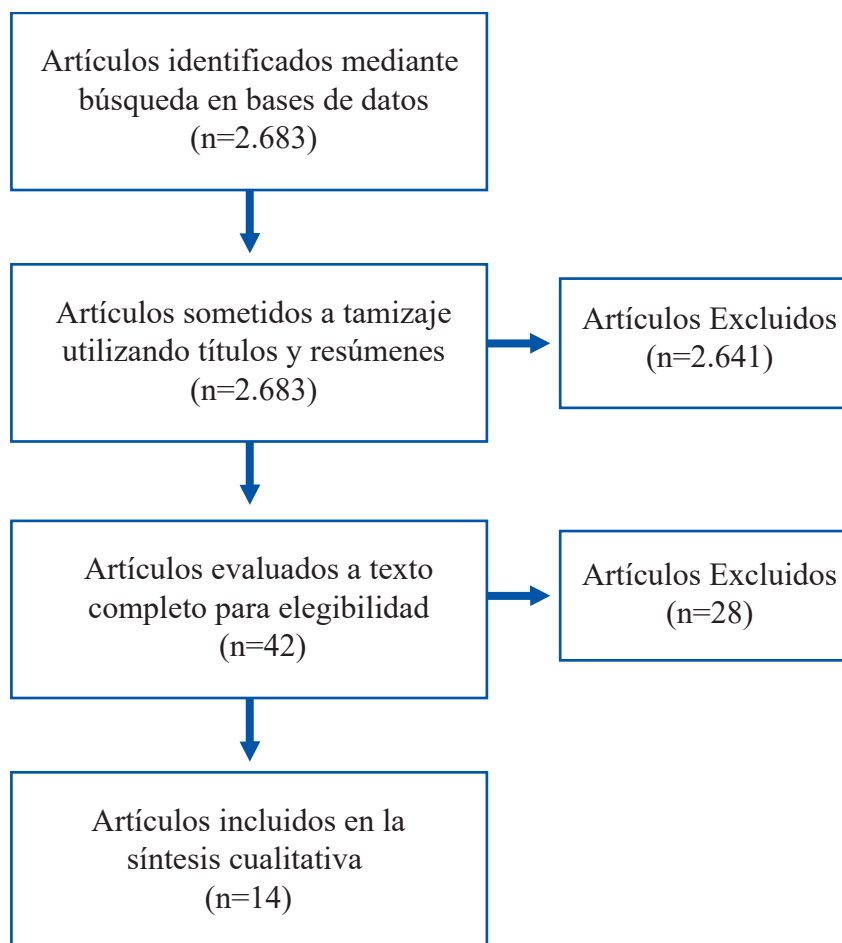 Artículos identificados mediante
búsqueda en bases de datos
(n=2.683)
Artículos sometidos a tamizaje
utilizando títulos y resúmenes
(n=2.683)
Artículos Excluidos
(n=2.641)
Artículos evaluados a texto
completo para elegibilidad
(n=42)
Artículos Excluidos
(n=28)
Artículos incluidos en la
síntesis cualitativa
(n=14)